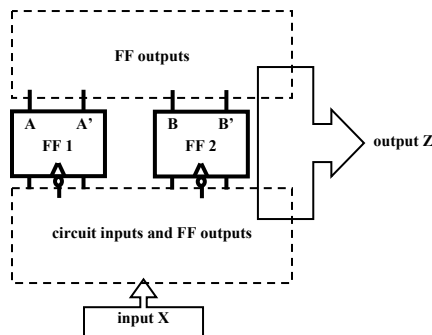 FF outputs
A A’ B B’
FF 1 FF 2
output Z
circuit inputs and FF outputs
input X